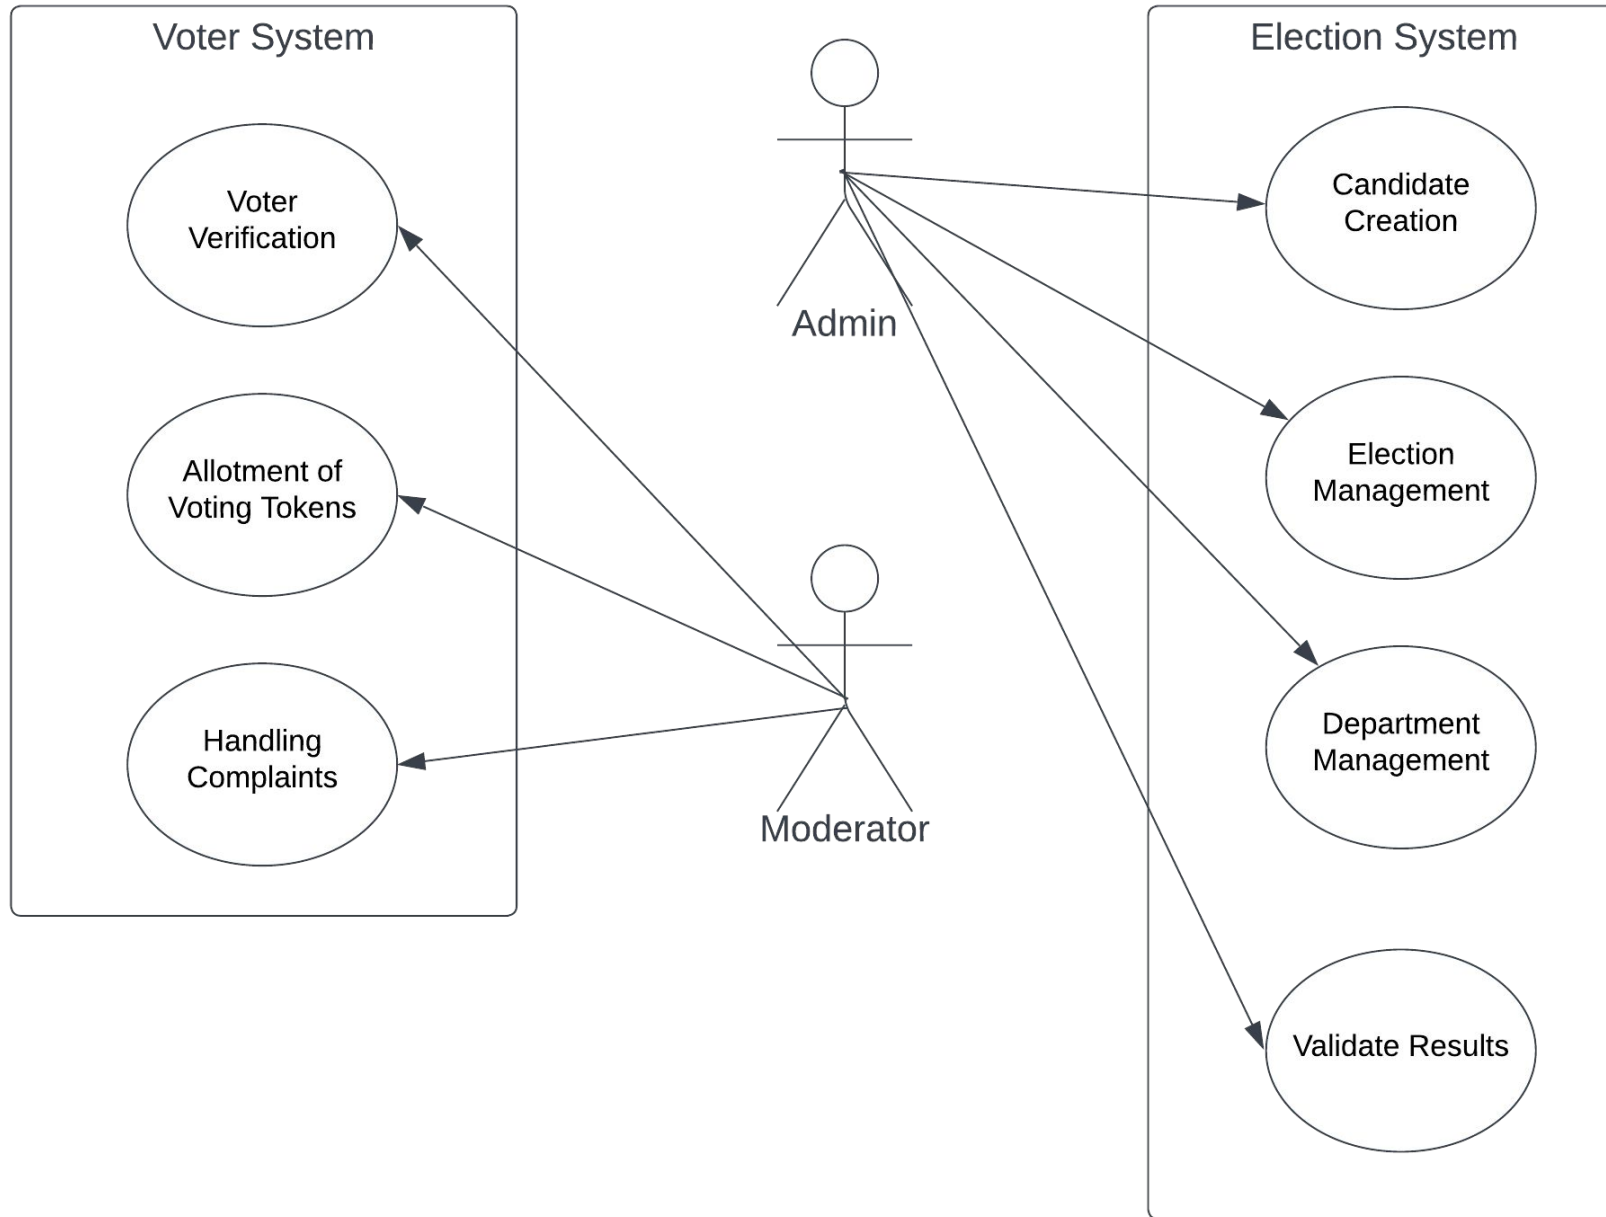 Voter System
Voter
Verification
Allotment of
Voting Tokens
Handling
Complaints
Admin
Moderator
Election System
Candidate
Creation
Election
Management
Department
Management
Validate Results